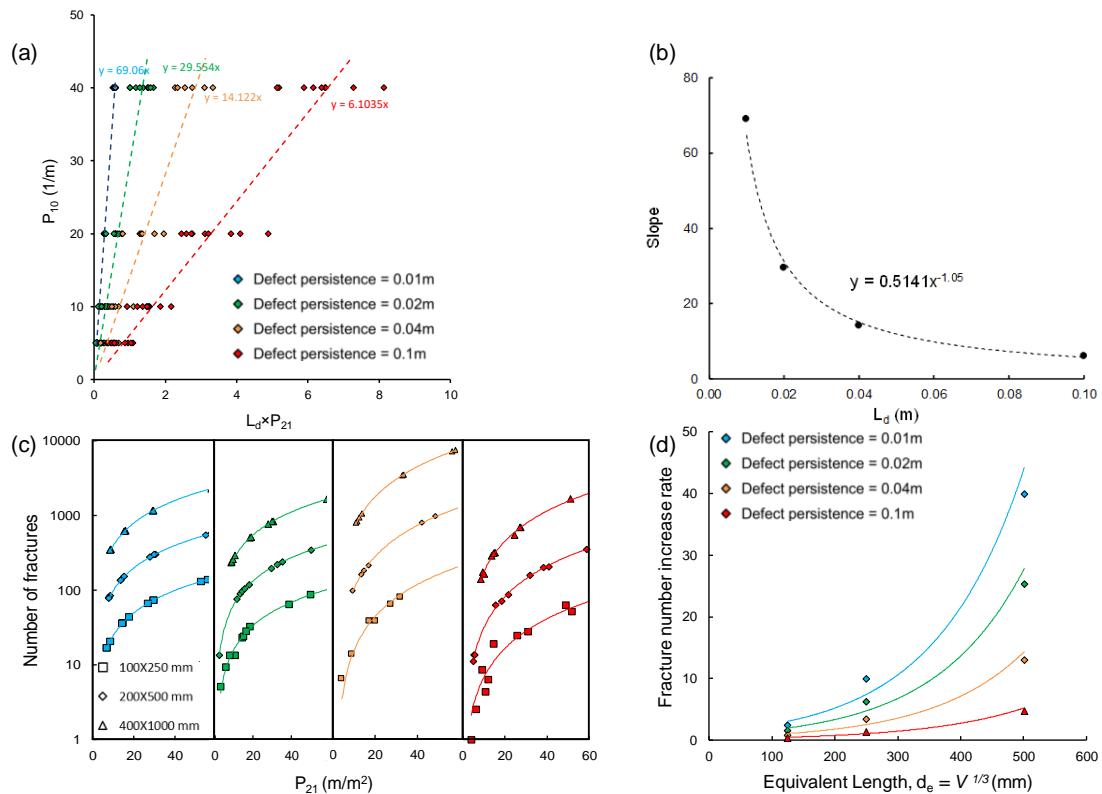 (a)
y = 69.06x
y = 29.554x
y = 14.122x
y = 6.1035x
P10 (1/m)
50
40
30
20
10
0
0 2 4 6 8 10
Ld×P21
Defect persistence = 0.01m
Defect persistence = 0.02m
Defect persistence = 0.04m
Defect persistence = 0.1m
(b)
Slope
80
60
40
20
0
0.00 0.02 0.04 0.06 0.08 0.10
Ld (m)
y = 0.5141x-1.05
(c)
Number of fractures
10000
1000
100
10
1
100X250 mm
200X500 mm
400X1000 mm
0 20 40 0 20 40 0 20 40 0 20 40 60
P21 (m/m2)
(d)
Defect persistence = 0.01m
Defect persistence = 0.02m
Defect persistence = 0.04m
Defect persistence = 0.1m
Fracture number increase rate
50
40
30
20
10
0
0 100 200 300 400 500 600
Equivalent Length, de = V 1/3 (mm)